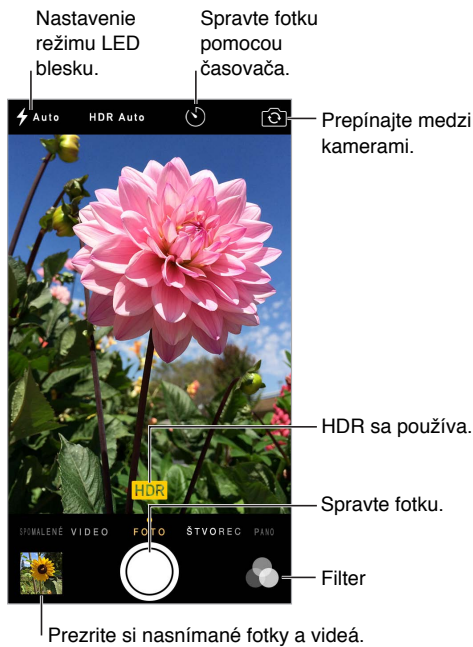 Nastavenie
režimu LED
blesku.
Spravte fotku
pomocou
časovača.
Auto
HDR Auto
Prepínajte medzi
kamerami.
HDR sa používa.
HDR
Spravte fotku.
SPOMALENÉ VIDEO FOTO ŠTVOREC PANO
Filter
Prezrite si nasnímané fotky a videá.